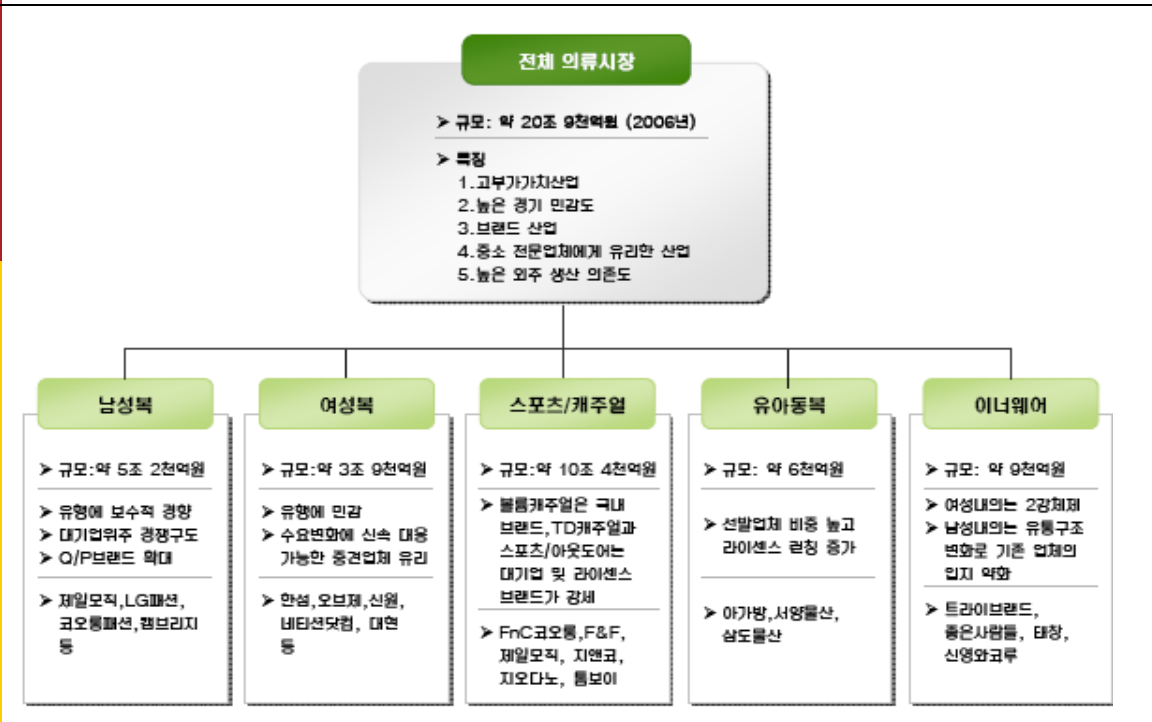 전체 의류시장
➤ 규모: 약 20조 9천억원 (2006년)
➤ 특징
1.고부가가치산업
2.높은 경기 민감도
3.브랜드 산업
4.중소 전문업체에게 유리한 산업
5.높은 외주 생산 의존도
남성복
➤ 규모:약 5조 2천억원
➤ 유행에 보수적 경향
➤ 대기업위주 경쟁구도
➤ Q/P브랜드 확대
➤ 제일모직,LG패션,
코오롱패션,캠브리지
등
여성복
➤ 규모:약 3조 9천억원
➤ 유행에 민감
➤ 수요변화에 신속 대응
가능한 중견업체 유리
➤ 한섬,오브제,신원,
네티션닷컴, 대현
등
스포츠/캐주얼
➤ 규모:약 10조 4천억원
➤ 볼륨캐주얼은 국내
브랜드,TD캐주얼과
스포츠/아웃도어는
대기업 및 라이센스
브랜드가 강세
➤ FnC코오롱,F&F,
제일모직, 지앤코,
지오다노, 톰보이
유아동복
➤ 규모: 약 6천억원
➤ 선발업체 비중 높고
라이센스 런칭 증가
➤ 아가방,서양물산,
삼도물산
이너웨어
➤ 규모: 약 9천억원
➤ 여성내의는 2강체제
➤ 남성내의는 유통구조
변화로 기존 업체의
입지 약화
➤ 트라이브랜드,
좋은사람들, 태창,
신영와코루